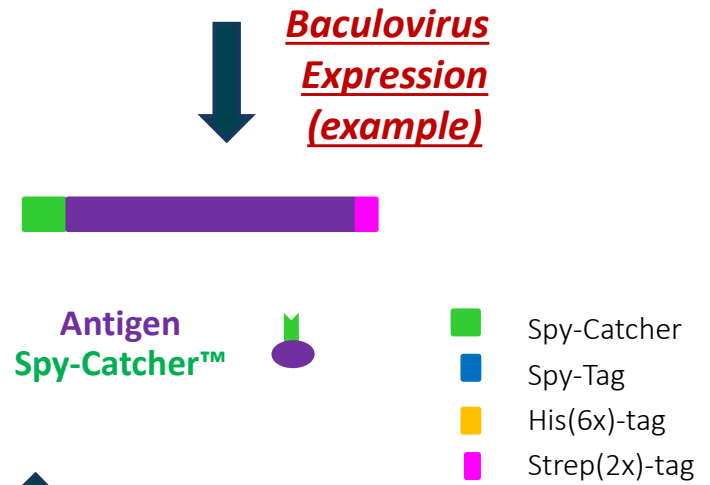 Baculovirus
Expression
(example)
Antigen
Spy-Catcher™
Spy-Catcher
Spy-Tag
His(6x)-tag
Strep(2x)-tag